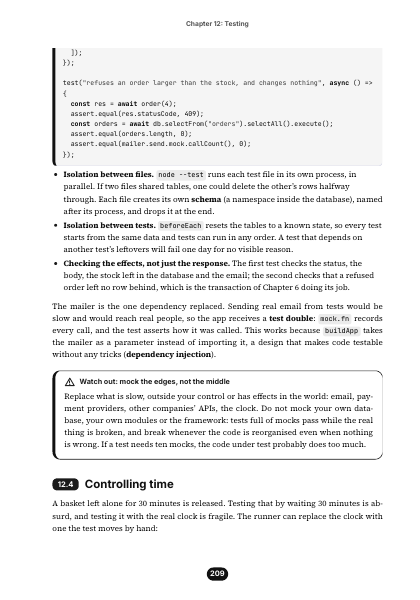 Chapter 12: Testing
]);
});
test("refuses an order larger than the stock, and changes nothing", async () =>
{
const res = await order(4);
assert.equal(res.statusCode, 409);
const orders = await db.selectFrom("orders").selectAll().execute();
assert.equal(orders.length, 0);
assert.equal(mailer.send.mock.callCount(), 0);
});
• Isolation between files. node --test runs each test file in its own process, in
parallel. If two files shared tables, one could delete the other's rows halfway
through. Each file creates its own schema (a namespace inside the database), named
after its process, and drops it at the end.
• Isolation between tests. beforeEach resets the tables to a known state, so every test
starts from the same data and tests can run in any order. A test that depends on
another test's leftovers will fail one day for no visible reason.
• Checking the effects, not just the response. The first test checks the status, the
body, the stock left in the database and the email; the second checks that a refused
order left no row behind, which is the transaction of Chapter 6 doing its job.
The mailer is the one dependency replaced. Sending real email from tests would be
slow and would reach real people, so the app receives a test double: mock.fn records
every call, and the test asserts how it was called. This works because buildApp takes
the mailer as a parameter instead of importing it, a design that makes code testable
without any tricks (dependency injection).
Watch out: mock the edges, not the middle
Replace what is slow, outside your control or has effects in the world: email, pay-
ment providers, other companies' APIs, the clock. Do not mock your own data-
base, your own modules or the framework: tests full of mocks pass while the real
thing is broken, and break whenever the code is reorganised even when nothing
is wrong. If a test needs ten mocks, the code under test probably does too much.
12.4 Controlling time
A basket left alone for 30 minutes is released. Testing that by waiting 30 minutes is ab-
surd, and testing it with the real clock is fragile. The runner can replace the clock with
one the test moves by hand:
209